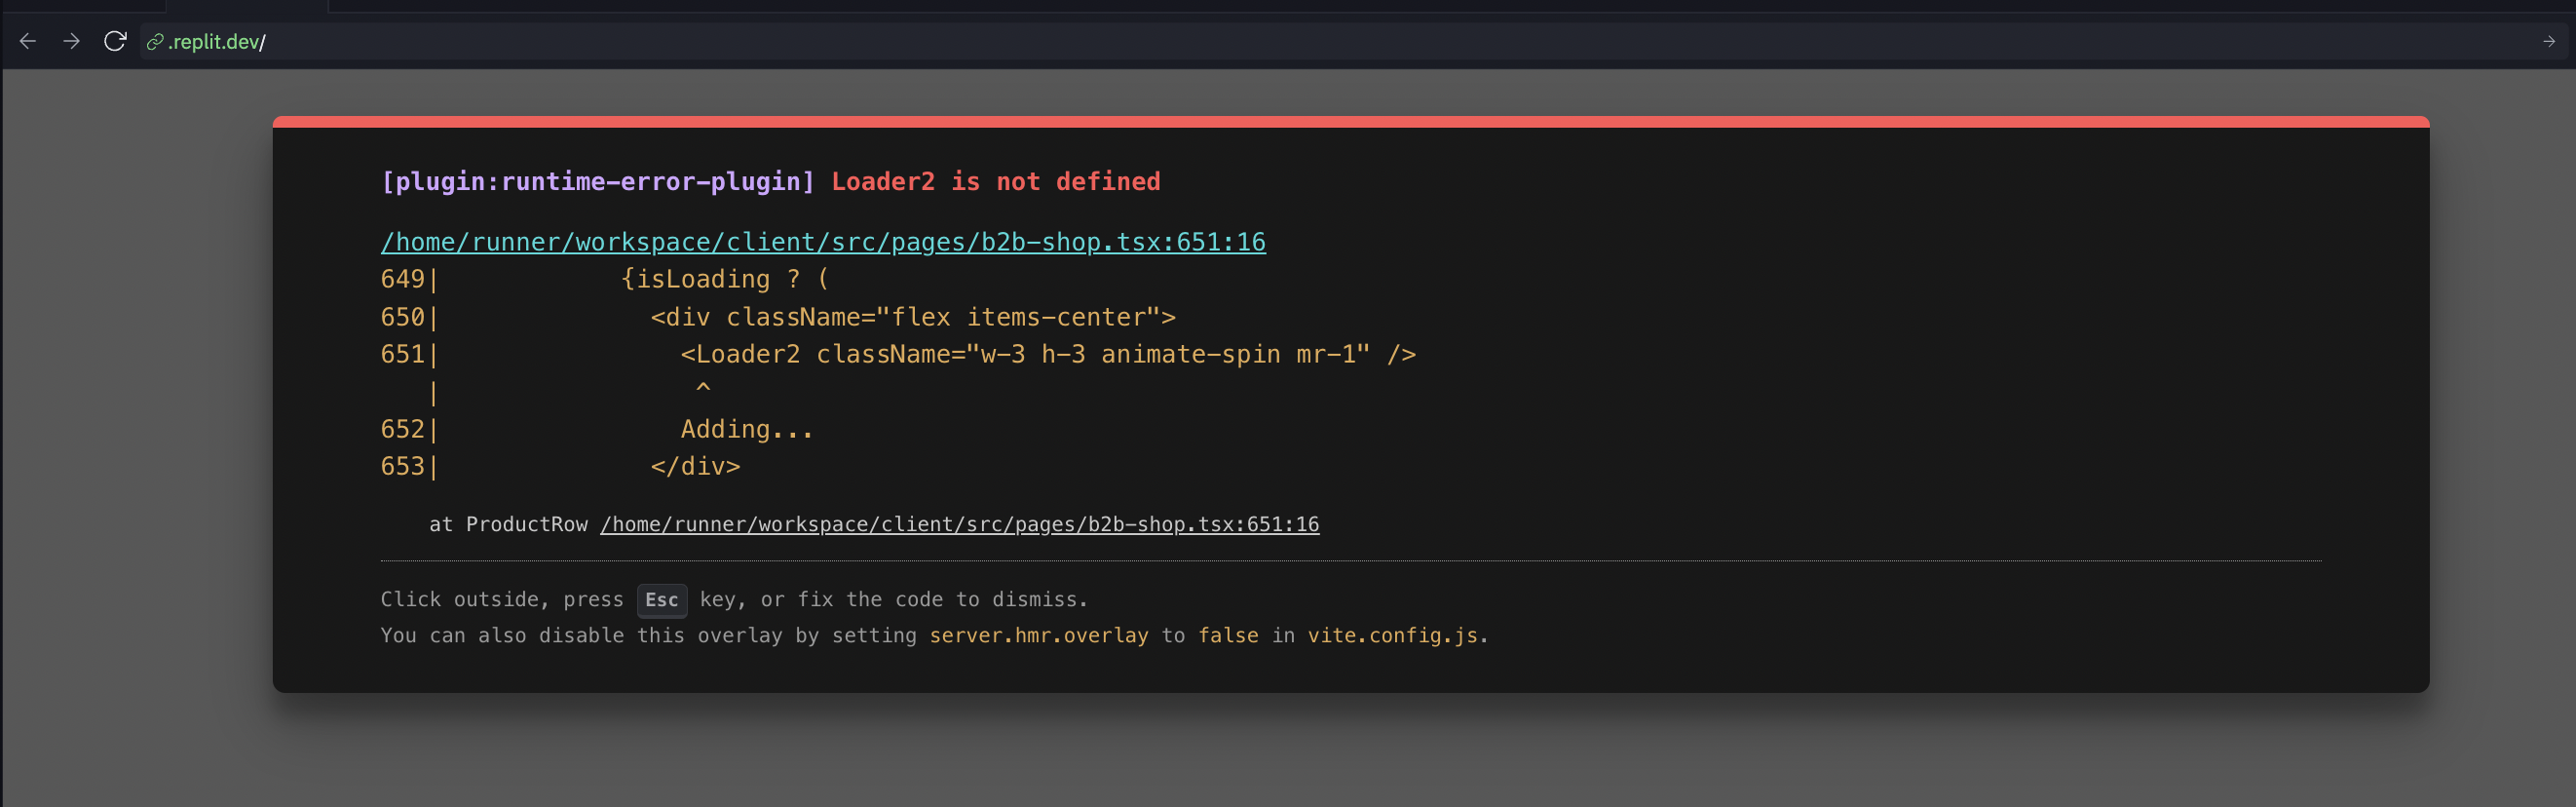 .replit.dev/
[plugin:runtime-error-plugin] Loader2 is not defined
/home/runner/workspace/client/src/pages/b2b-shop.tsx:651:16
649|            {isLoading ? (
650|              <div className="flex items-center">
651|                <Loader2 className="w-3 h-3 animate-spin mr-1" />
   |                 ^
652|                Adding...
653|              </div>
at ProductRow /home/runner/workspace/client/src/pages/b2b-shop.tsx:651:16
Click outside, press Esc key, or fix the code to dismiss.
You can also disable this overlay by setting server.hmr.overlay to false in vite.config.js.